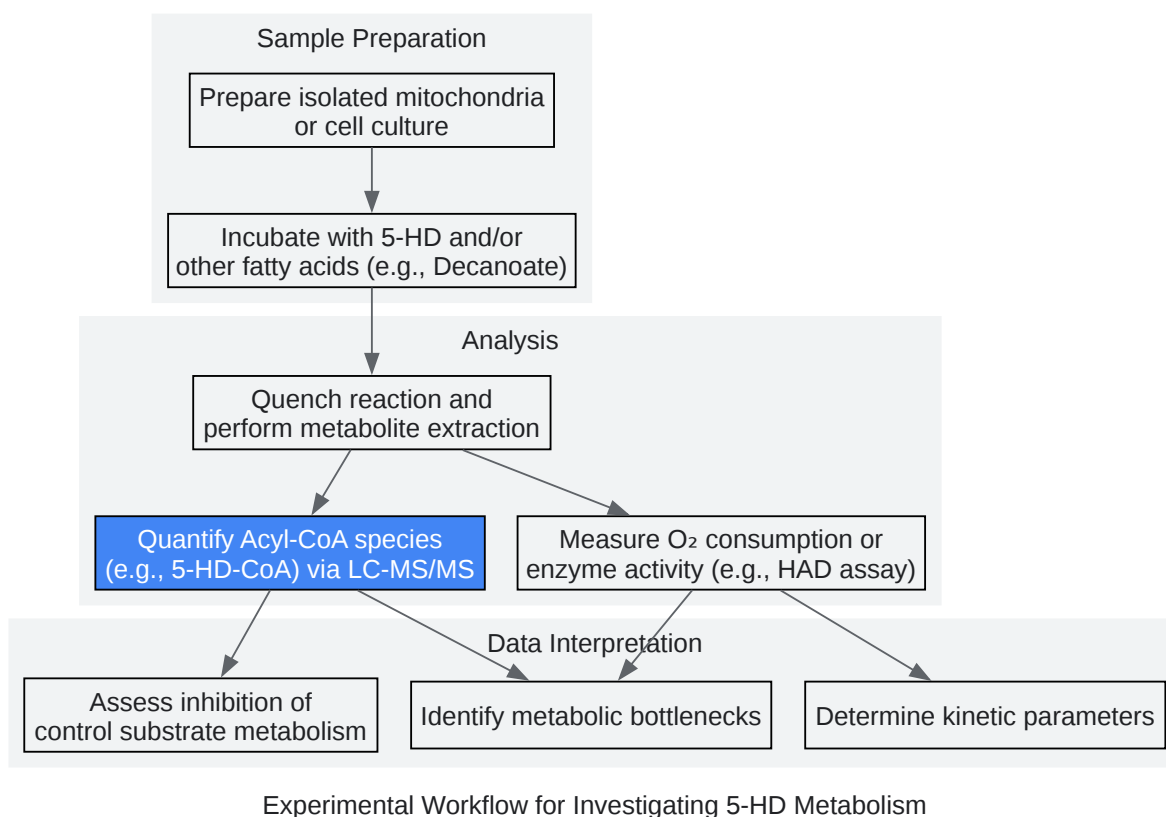 Sample Preparation
Prepare isolated mitochondria
or cell culture
Incubate with 5-HD and/or
other fatty acids (e.g., Decanoate)
Analysis
Quench reaction and
perform metabolite extraction
Quantify Acyl-CoA species
(e.g., 5-HD-CoA) via LC-MS/MS
Measure O₂ consumption or
enzyme activity (e.g., HAD assay)
Data Interpretation
Assess inhibition of
control substrate metabolism
Identify metabolic bottlenecks
Determine kinetic parameters
Experimental Workflow for Investigating 5-HD Metabolism